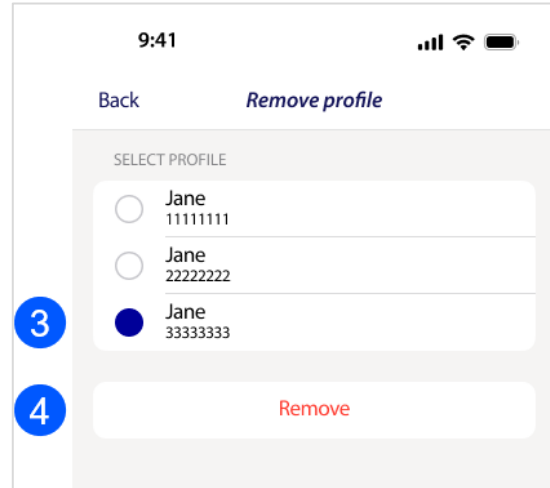 9:41
Back Remove profile
SELECT PROFILE
Jane
11111111
Jane
22222222
3 Jane
33333333
4 Remove